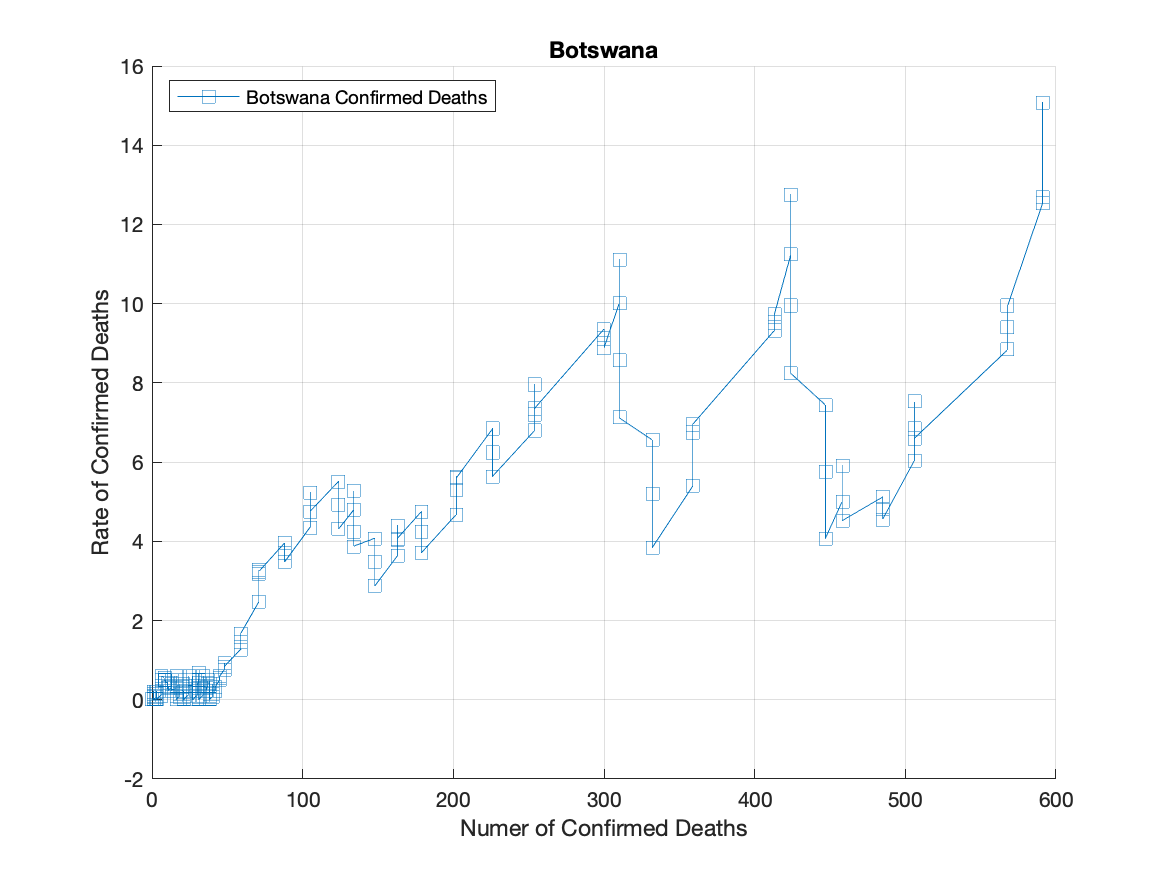 Botswana
Botswana Confirmed Deaths
Rate of Confirmed Deaths
16
14
12
10
8
6
4
2
0
-2
0 100 200 300 400 500 600
Numer of Confirmed Deaths